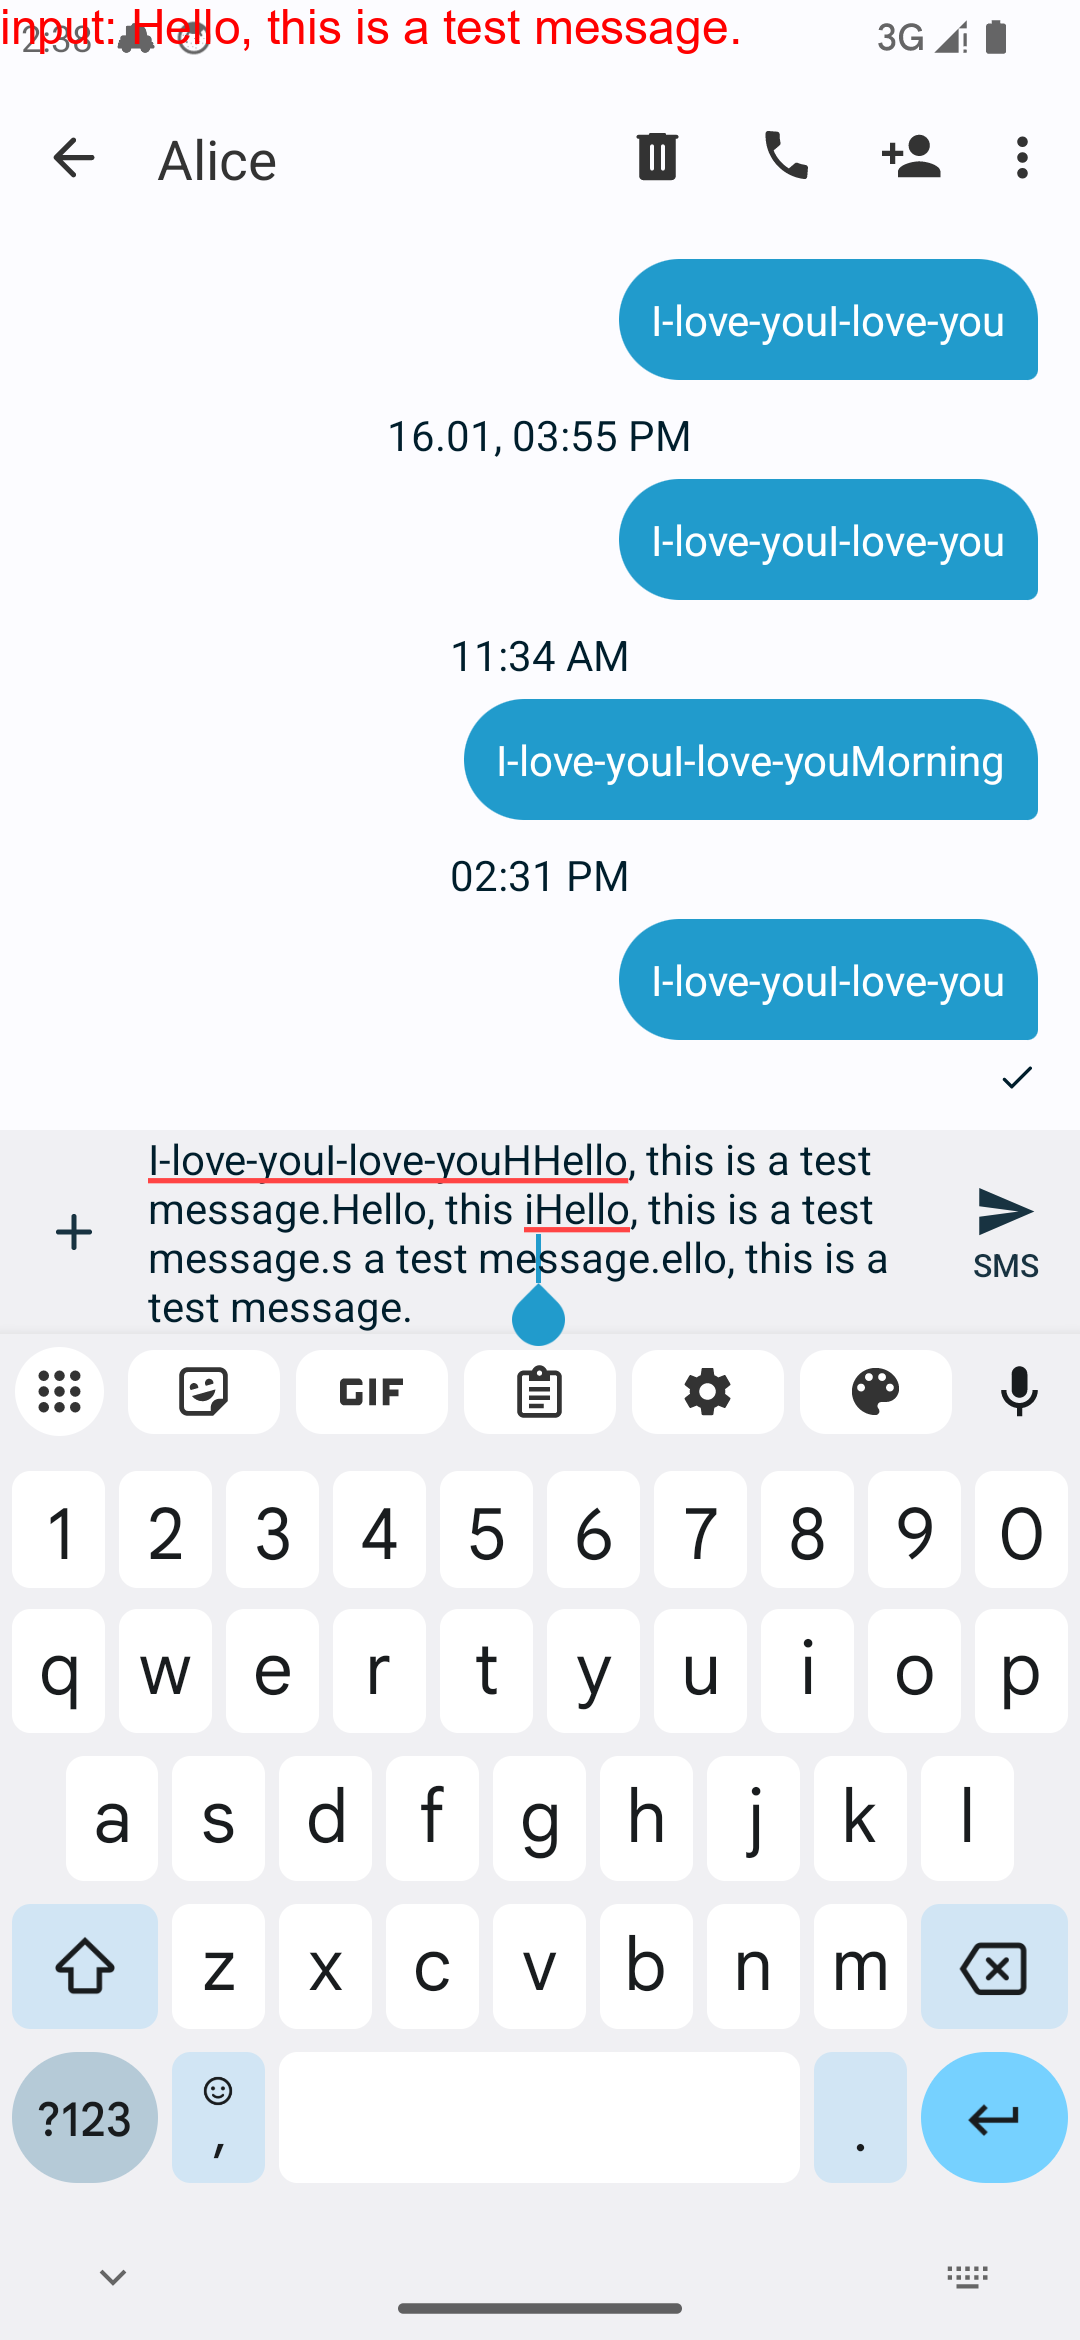 input: Hello, this is a test message.
2:38
3G
Alice
I-love-youI-love-you
16.01, 03:55 PM
I-love-youI-love-you
11:34 AM
I-love-youI-love-youMorning
02:31 PM
I-love-youI-love-you
I-love-youI-love-youHHello, this is a test
message.Hello, this iHello, this is a test
message.s a test message.ello, this is a
test message.
SMS
GIF
1 2 3 4 5 6 7 8 9 0
q w e r t y u i o p
a s d f g h j k l
z x c v b n m
?123 , .